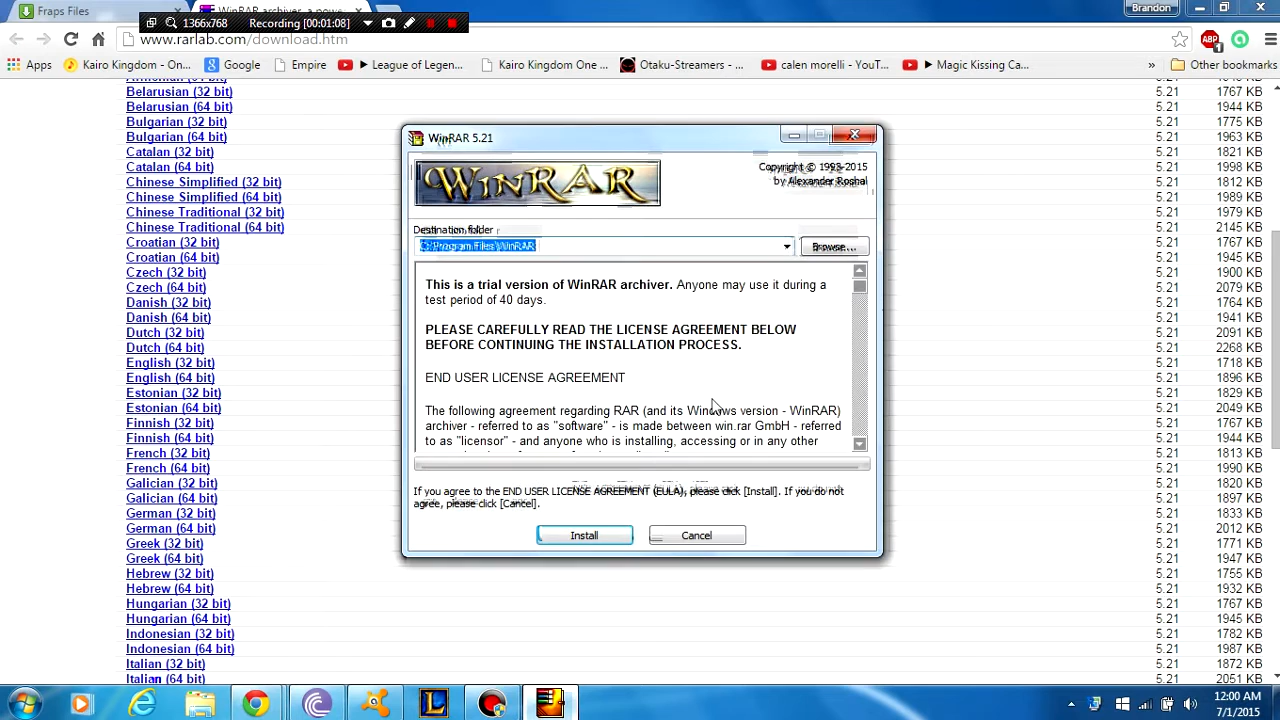 Fraps Files
WinRAR archiver, a powe
Brandon
1366x768
Recording [00:01:08]
www.rarlab.com/download.htm
ABP
1
Apps
Kairo Kingdom - On...
Google
Empire
League of Legen...
Kairo Kingdom One ...
Otaku-Streamers - ...
calen morelli - YouT...
Magic Kissing Ca...
»
Other bookmarks
Belarusian (32 bit) 5.21 1767 KB
Belarusian (64 bit) 5.21 1944 KB
Bulgarian (32 bit) 5.21 1775 KB
Bulgarian (64 bit) 5.21 1963 KB
Catalan (32 bit) 5.21 1821 KB
Catalan (64 bit) 5.21 1998 KB
Chinese Simplified (32 bit) 5.21 1812 KB
Chinese Simplified (64 bit) 5.21 1989 KB
Chinese Traditional (32 bit) 5.21 1979 KB
Chinese Traditional (64 bit) 5.21 2145 KB
Croatian (32 bit) 5.21 1767 KB
Croatian (64 bit) 5.21 1945 KB
Czech (32 bit) 5.21 1900 KB
Czech (64 bit) 5.21 2079 KB
Danish (32 bit) 5.21 1764 KB
Danish (64 bit) 5.21 1941 KB
Dutch (32 bit) 5.21 2091 KB
Dutch (64 bit) 5.21 2268 KB
English (32 bit) 5.21 1718 KB
English (64 bit) 5.21 1896 KB
Estonian (32 bit) 5.21 1829 KB
Estonian (64 bit) 5.21 2049 KB
Finnish (32 bit) 5.21 1767 KB
Finnish (64 bit) 5.21 1944 KB
French (32 bit) 5.21 1813 KB
French (64 bit) 5.21 1990 KB
Galician (32 bit) 5.21 1820 KB
Galician (64 bit) 5.21 1897 KB
German (32 bit) 5.21 1833 KB
German (64 bit) 5.21 2012 KB
Greek (32 bit) 5.21 1771 KB
Greek (64 bit) 5.21 1947 KB
Hebrew (32 bit) 5.21 1755 KB
Hebrew (64 bit) 5.21 1932 KB
Hungarian (32 bit) 5.21 1767 KB
Hungarian (64 bit) 5.21 1945 KB
Indonesian (32 bit) 5.21 1782 KB
Indonesian (64 bit) 5.21 1987 KB
Italian (32 bit) 5.21 1872 KB
Italian (64 bit) 5.21 2051 KB
WinRAR 5.21
WinRAR
Copyright © 1993-2015
by Alexander Roshal
Destination folder
C:\Program Files\WinRAR
Browse...
This is a trial version of WinRAR archiver. Anyone may use it during a
test period of 40 days.
PLEASE CAREFULLY READ THE LICENSE AGREEMENT BELOW
BEFORE CONTINUING THE INSTALLATION PROCESS.
END USER LICENSE AGREEMENT
The following agreement regarding RAR (and its Windows version - WinRAR)
archiver - referred to as "software" - is made between win.rar GmbH - referred
to as "licensor" - and anyone who is installing, accessing or in any other
If you agree to the END USER LICENSE AGREEMENT (EULA), please click [Install]. If you do not
agree, please click [Cancel].
Install
Cancel
L
12:00 AM
7/1/2015